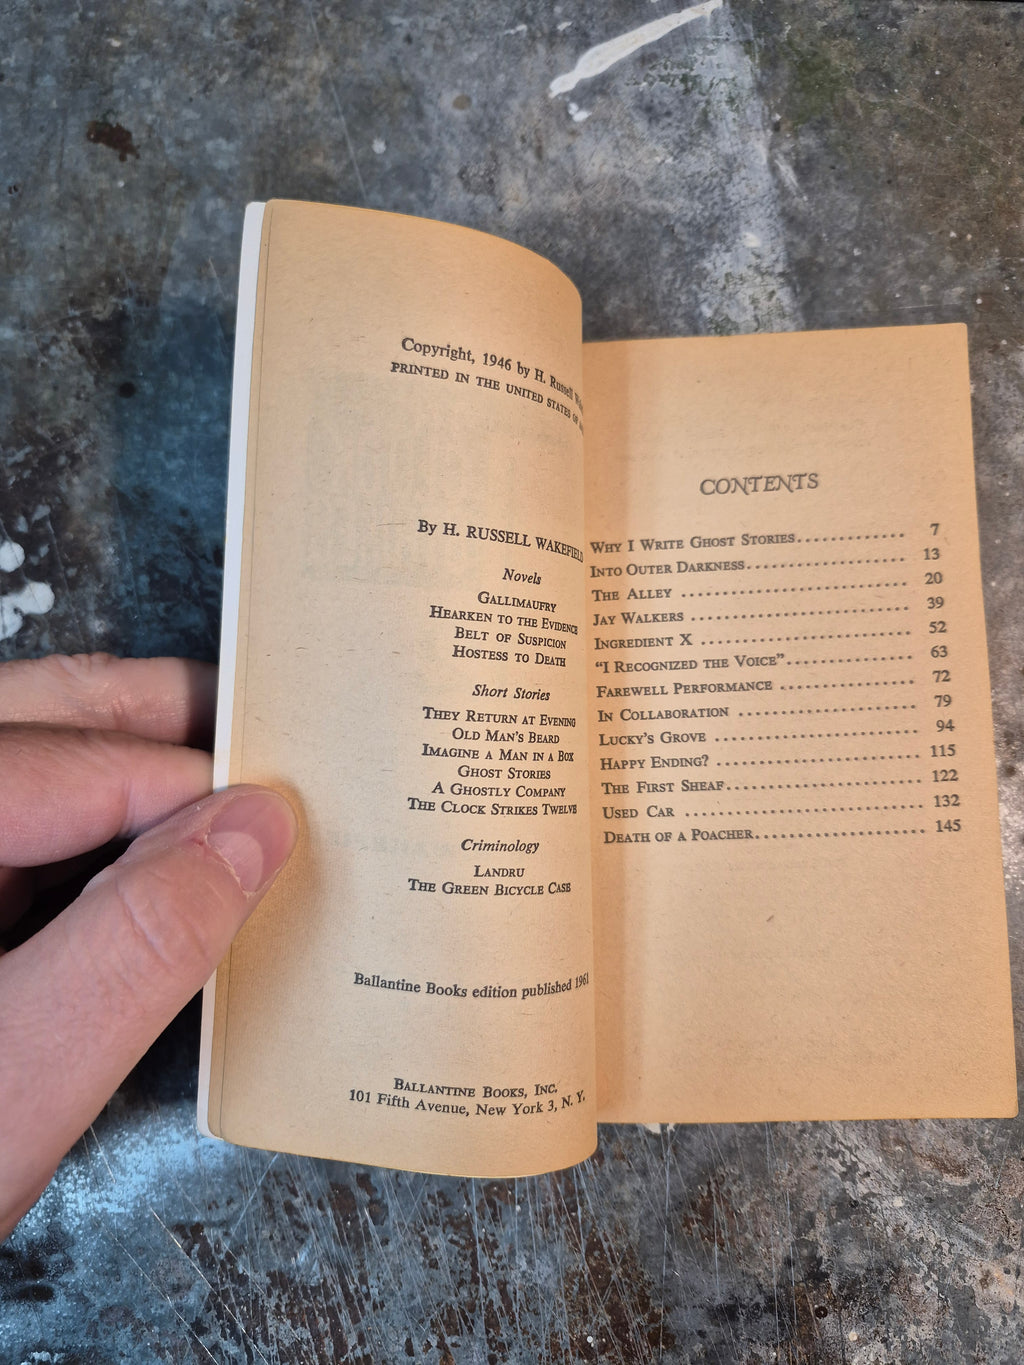 Copyright, 1946 by H. Russell
PRINTED IN THE UNITED STATES OF
By H. RUSSELL WAKEFIELD
Novels
GALLIMAUFRY
HEARKEN TO THE EVIDENCE
BELT OF SUSPICION
HOSTESS TO DEATH
Short Stories
THEY RETURN AT EVENING
OLD MAN'S BEARD
IMAGINE A MAN IN A BOX
GHOST STORIES
A GHOSTLY COMPANY
THE CLOCK STRIKES TWELVE
Criminology
LANDRU
THE GREEN BICYCLE CASE
Ballantine Books edition published 1961
BALLANTINE BOOKS, INC.
101 Fifth Avenue, New York 3, N. Y.
CONTENTS
WHY I WRITE GHOST STORIES............. 7
INTO OUTER DARKNESS................... 13
THE ALLEY ........................... 20
JAY WALKERS .......................... 39
INGREDIENT X ......................... 52
"I RECOGNIZED THE VOICE"............... 63
FAREWELL PERFORMANCE ................ 72
IN COLLABORATION ..................... 79
LUCKY'S GROVE ........................ 94
HAPPY ENDING? ....................... 115
THE FIRST SHEAF....................... 122
USED CAR ............................ 132
DEATH OF A POACHER.................... 145